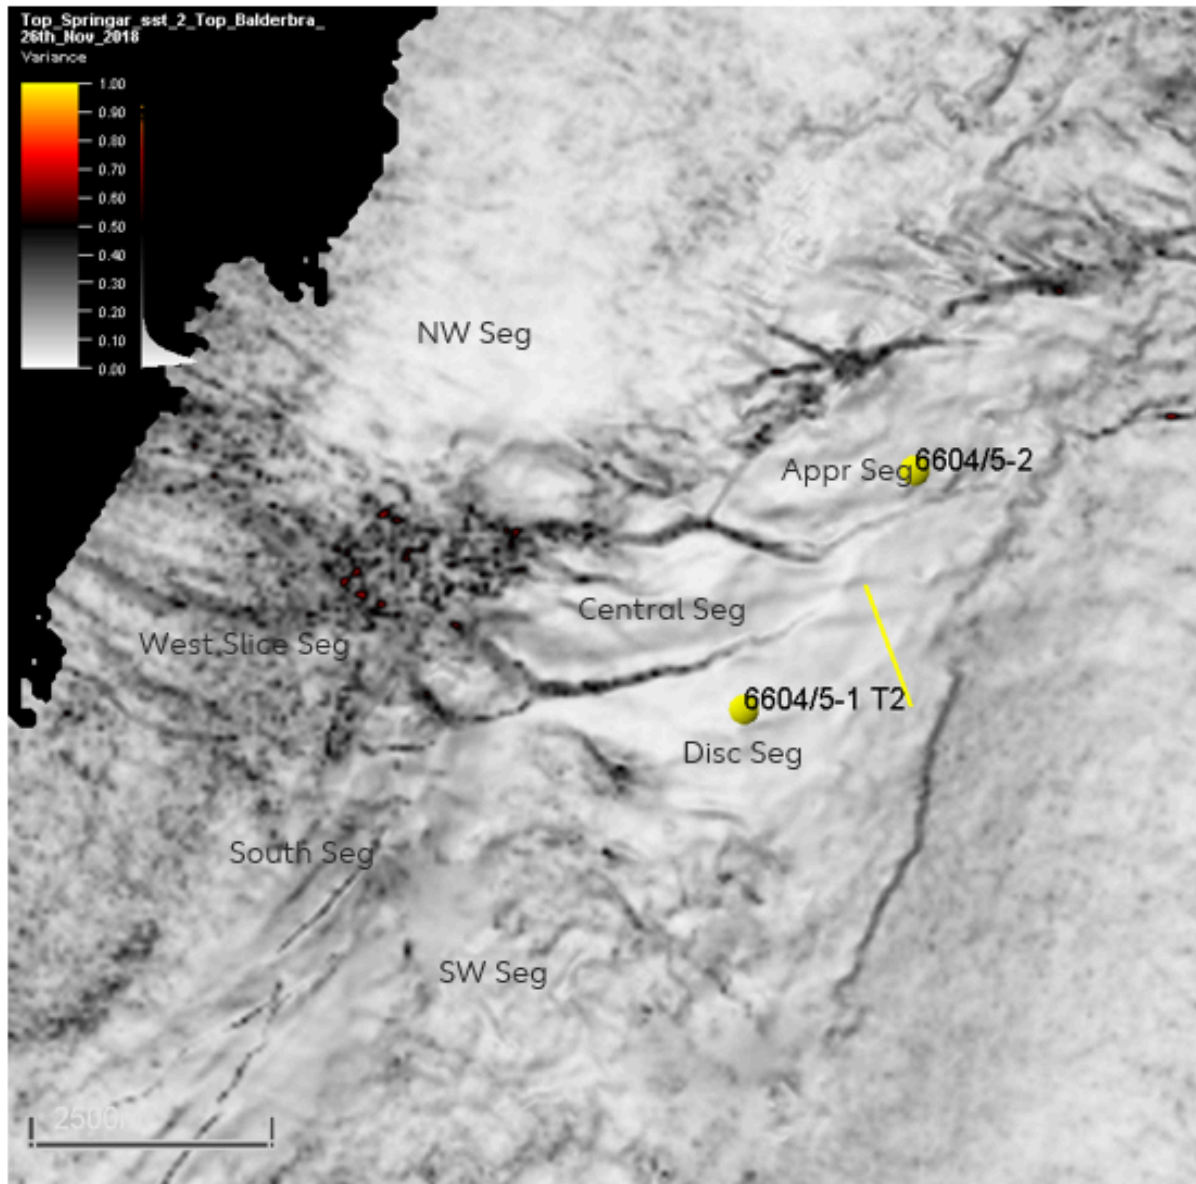 Top_Springar_sst_2_Top_Balderbra_
26th_Nov_2018
Variance
1.00
0.90
0.80
0.70
0.60
0.50
0.40
0.30
0.20
0.10
0.00
NW Seg
Appr Seg
6604/5-2
Central Seg
West Slice Seg
6604/5-1 T2
Disc Seg
South Seg
SW Seg
2500m